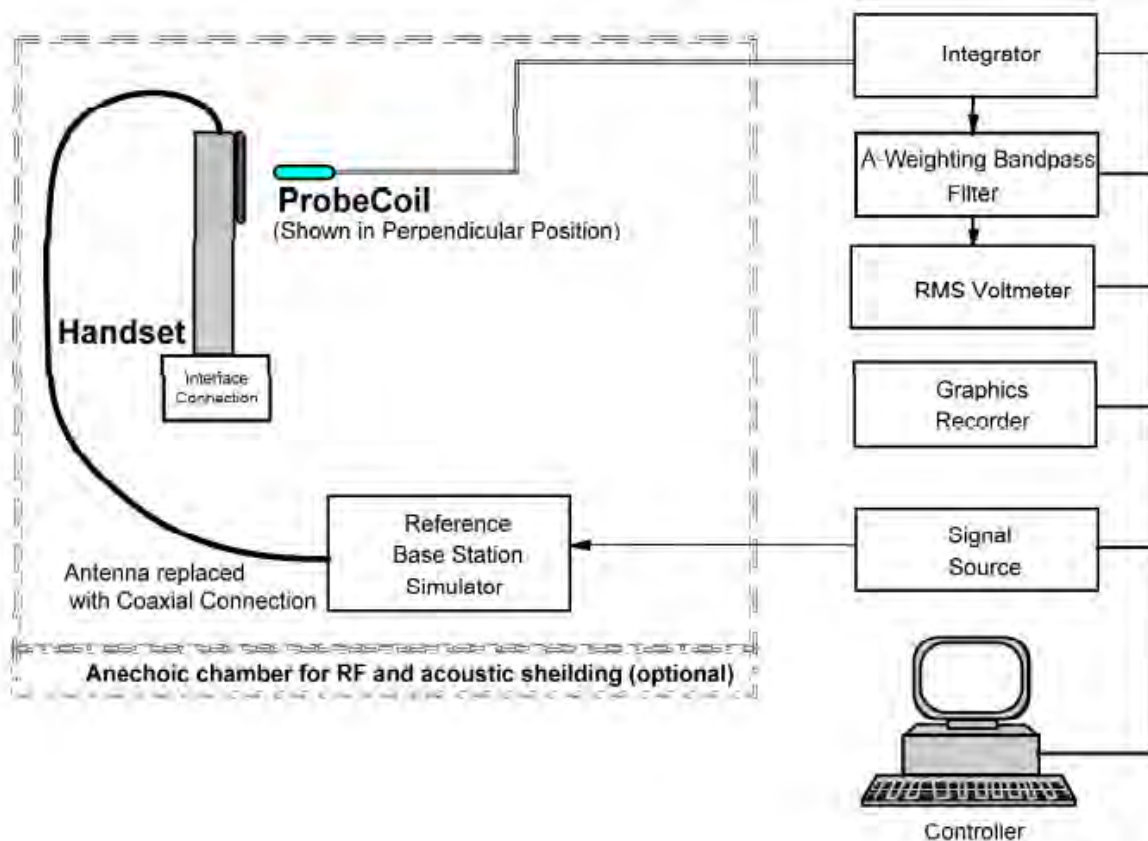 Integrator
A-Weighting Bandpass
Filter
RMS Voltmeter
Graphics
Recorder
Signal
Source
Controller
ProbeCoil
(Shown in Perpendicular Position)
Handset
Interface
Connection
Reference
Base Station
Simulator
Antenna replaced
with Coaxial Connection
Anechoic chamber for RF and acoustic sheilding (optional)